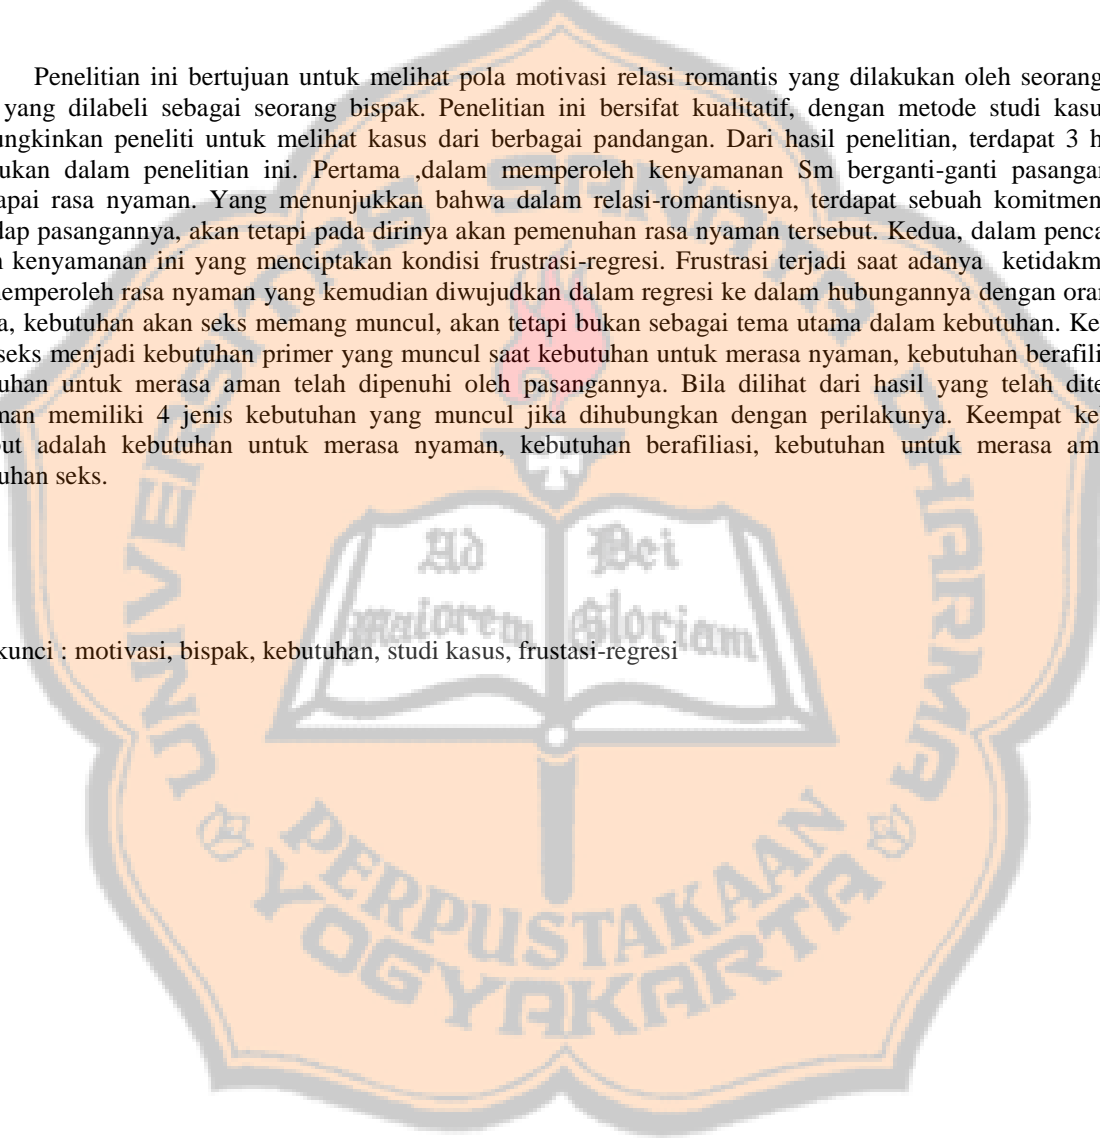 Penelitian ini bertujuan untuk melihat pola motivasi relasi romantis yang dilakukan oleh seorang
yang dilabeli sebagai seorang bispak. Penelitian ini bersifat kualitatif, dengan metode studi kasus
ungkinkan peneliti untuk melihat kasus dari berbagai pandangan. Dari hasil penelitian, terdapat 3 h
ukan dalam penelitian ini. Pertama ,dalam memperoleh kenyamanan Sm berganti-ganti pasangan
apai rasa nyaman. Yang menunjukkan bahwa dalam relasi-romantisnya, terdapat sebuah komitmen
dap pasangannya, akan tetapi pada dirinya akan pemenuhan rasa nyaman tersebut. Kedua, dalam penca
n kenyamanan ini yang menciptakan kondisi frustrasi-regresi. Frustrasi terjadi saat adanya ketidakm
nemperoleh rasa nyaman yang kemudian diwujudkan dalam regresi ke dalam hubungannya dengan oran
a, kebutuhan akan seks memang muncul, akan tetapi bukan sebagai tema utama dalam kebutuhan. Ke
seks menjadi kebutuhan primer yang muncul saat kebutuhan untuk merasa nyaman, kebutuhan berafili
uhan untuk merasa aman telah dipenuhi oleh pasangannya. Bila dilihat dari hasil yang telah dite
man memiliki 4 jenis kebutuhan yang muncul jika dihubungkan dengan perilakunya. Keempat ke
but adalah kebutuhan untuk merasa nyaman, kebutuhan berafiliasi, kebutuhan untuk merasa am
uhan seks.
kunci : motivasi, bispak, kebutuhan, studi kasus, frustasi-regresi
UNIVERSITAS SANATA DHARMA
Ad Dei
maiorem Gloriam
PERPUSTAKAAN
YOGYAKARTA